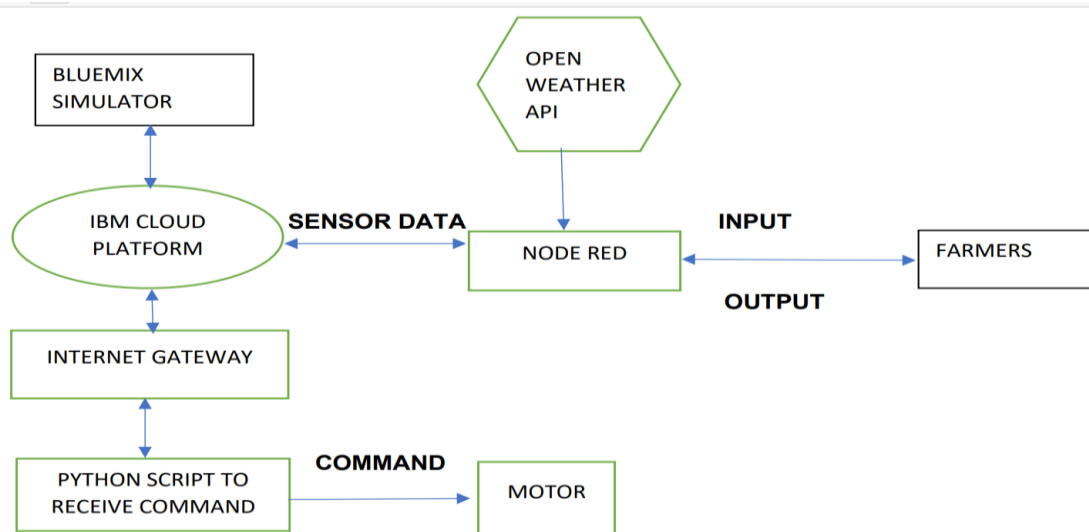 BLUEMIX
SIMULATOR
OPEN
WEATHER
API
IBM CLOUD
PLATFORM
SENSOR DATA
NODE RED
INPUT
OUTPUT
FARMERS
INTERNET GATEWAY
PYTHON SCRIPT TO
RECEIVE COMMAND
COMMAND
MOTOR